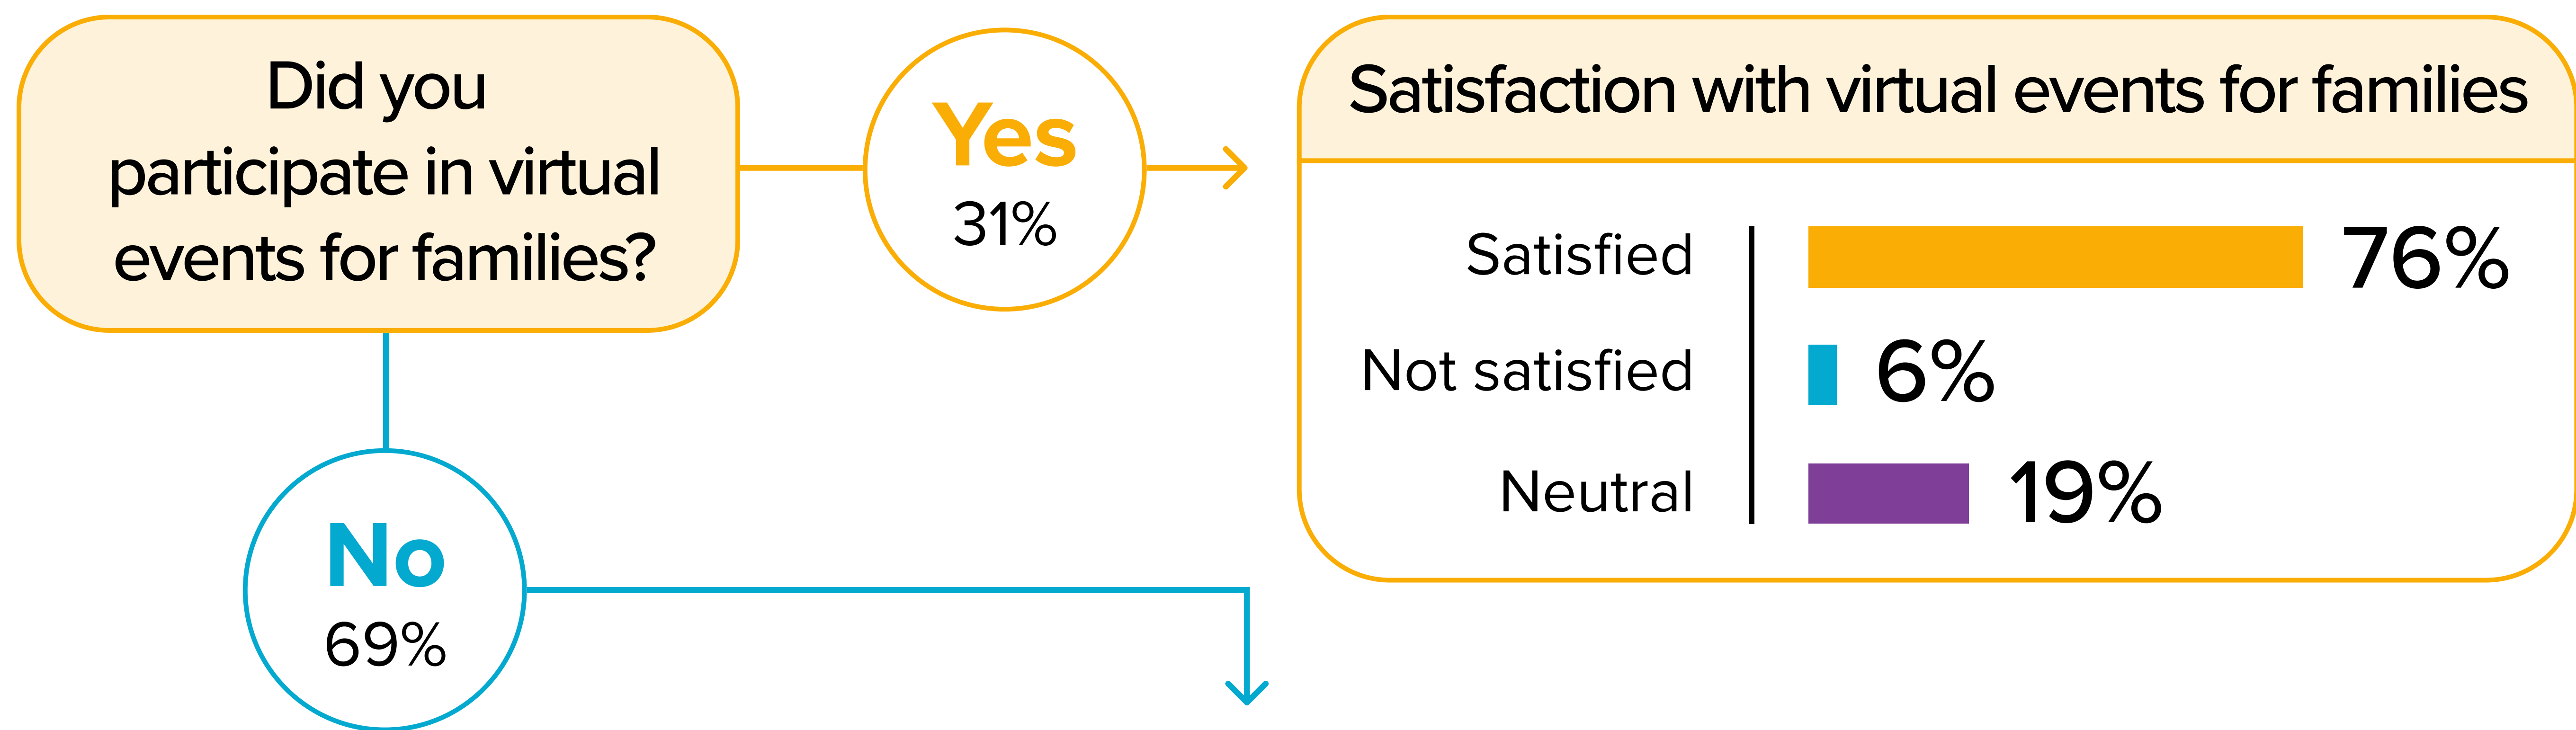 Did you
participate in virtual
events for families?
Yes
31%
No
69%
Satisfaction with virtual events for families
Satisfied 76%
Not satisfied 6%
Neutral 19%